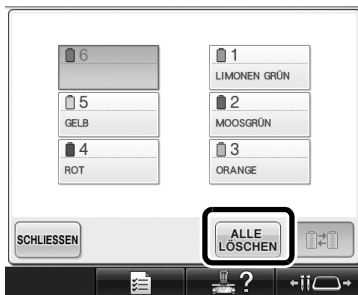 6
1
LIMONEN GRÜN
5
GELB
2
MOOSGRÜN
4
ROT
3
ORANGE
SCHLIESSEN
ALLE
LÖSCHEN
?